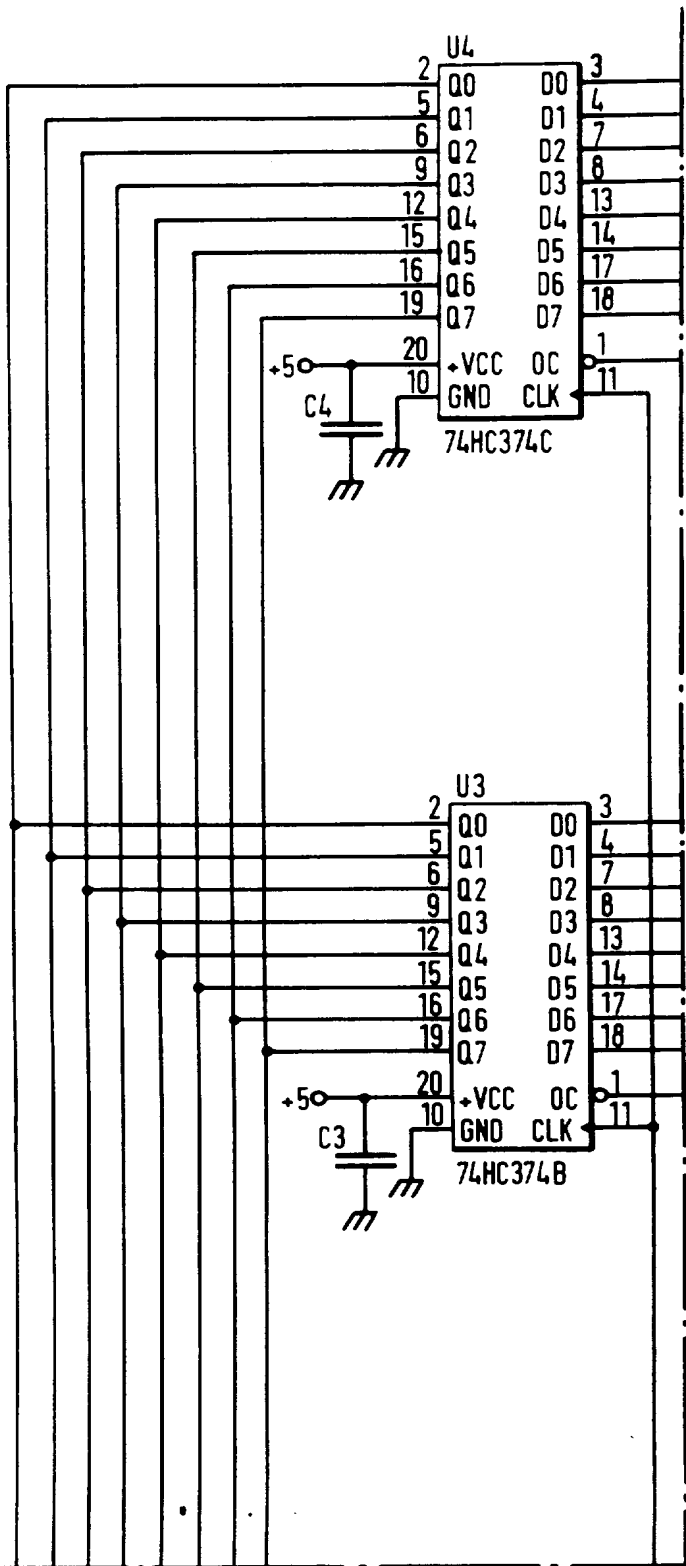 U4
2 Q0 D0 3
5 Q1 D1 4
6 Q2 D2 7
9 Q3 D3 8
12 Q4 D4 13
15 Q5 D5 14
16 Q6 D6 17
19 Q7 D7 18
+5 20 +VCC OC 1
C4 10 GND CLK 11
74HC374C
U3
2 Q0 D0 3
5 Q1 D1 4
6 Q2 D2 7
9 Q3 D3 8
12 Q4 D4 13
15 Q5 D5 14
16 Q6 D6 17
19 Q7 D7 18
+5 20 +VCC OC 1
C3 10 GND CLK 11
74HC374B